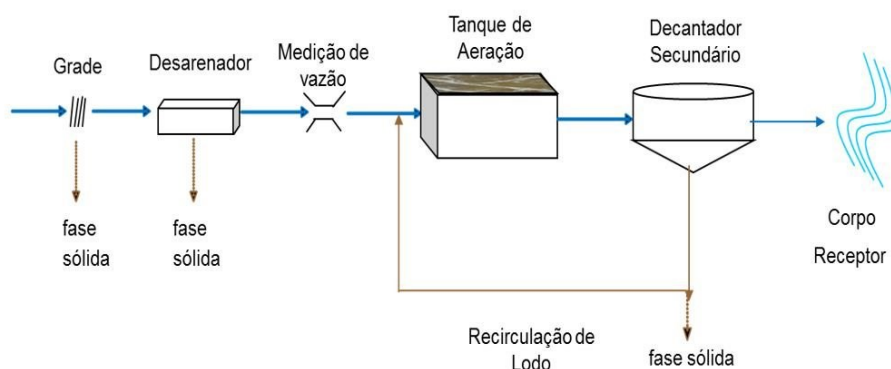 Grade
Desarenador
Medição de
vazão
Tanque de
Aeração
Decantador
Secundário
fase
sólida
fase
sólida
Corpo
Receptor
Recirculação de
Lodo
fase sólida